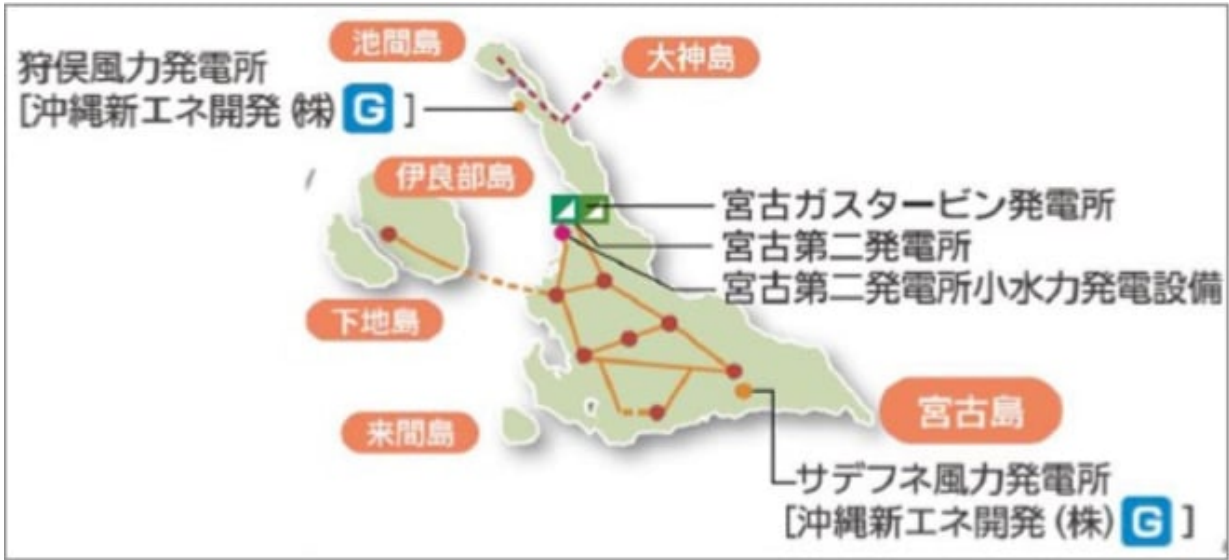 池間島
大神島
狩俣風力発電所
[沖縄新エネ開発㈱ G ]
伊良部島
宮古ガスタービン発電所
宮古第二発電所
宮古第二発電所小水力発電設備
下地島
来間島
宮古島
サデフネ風力発電所
[沖縄新エネ開発(株) G ]